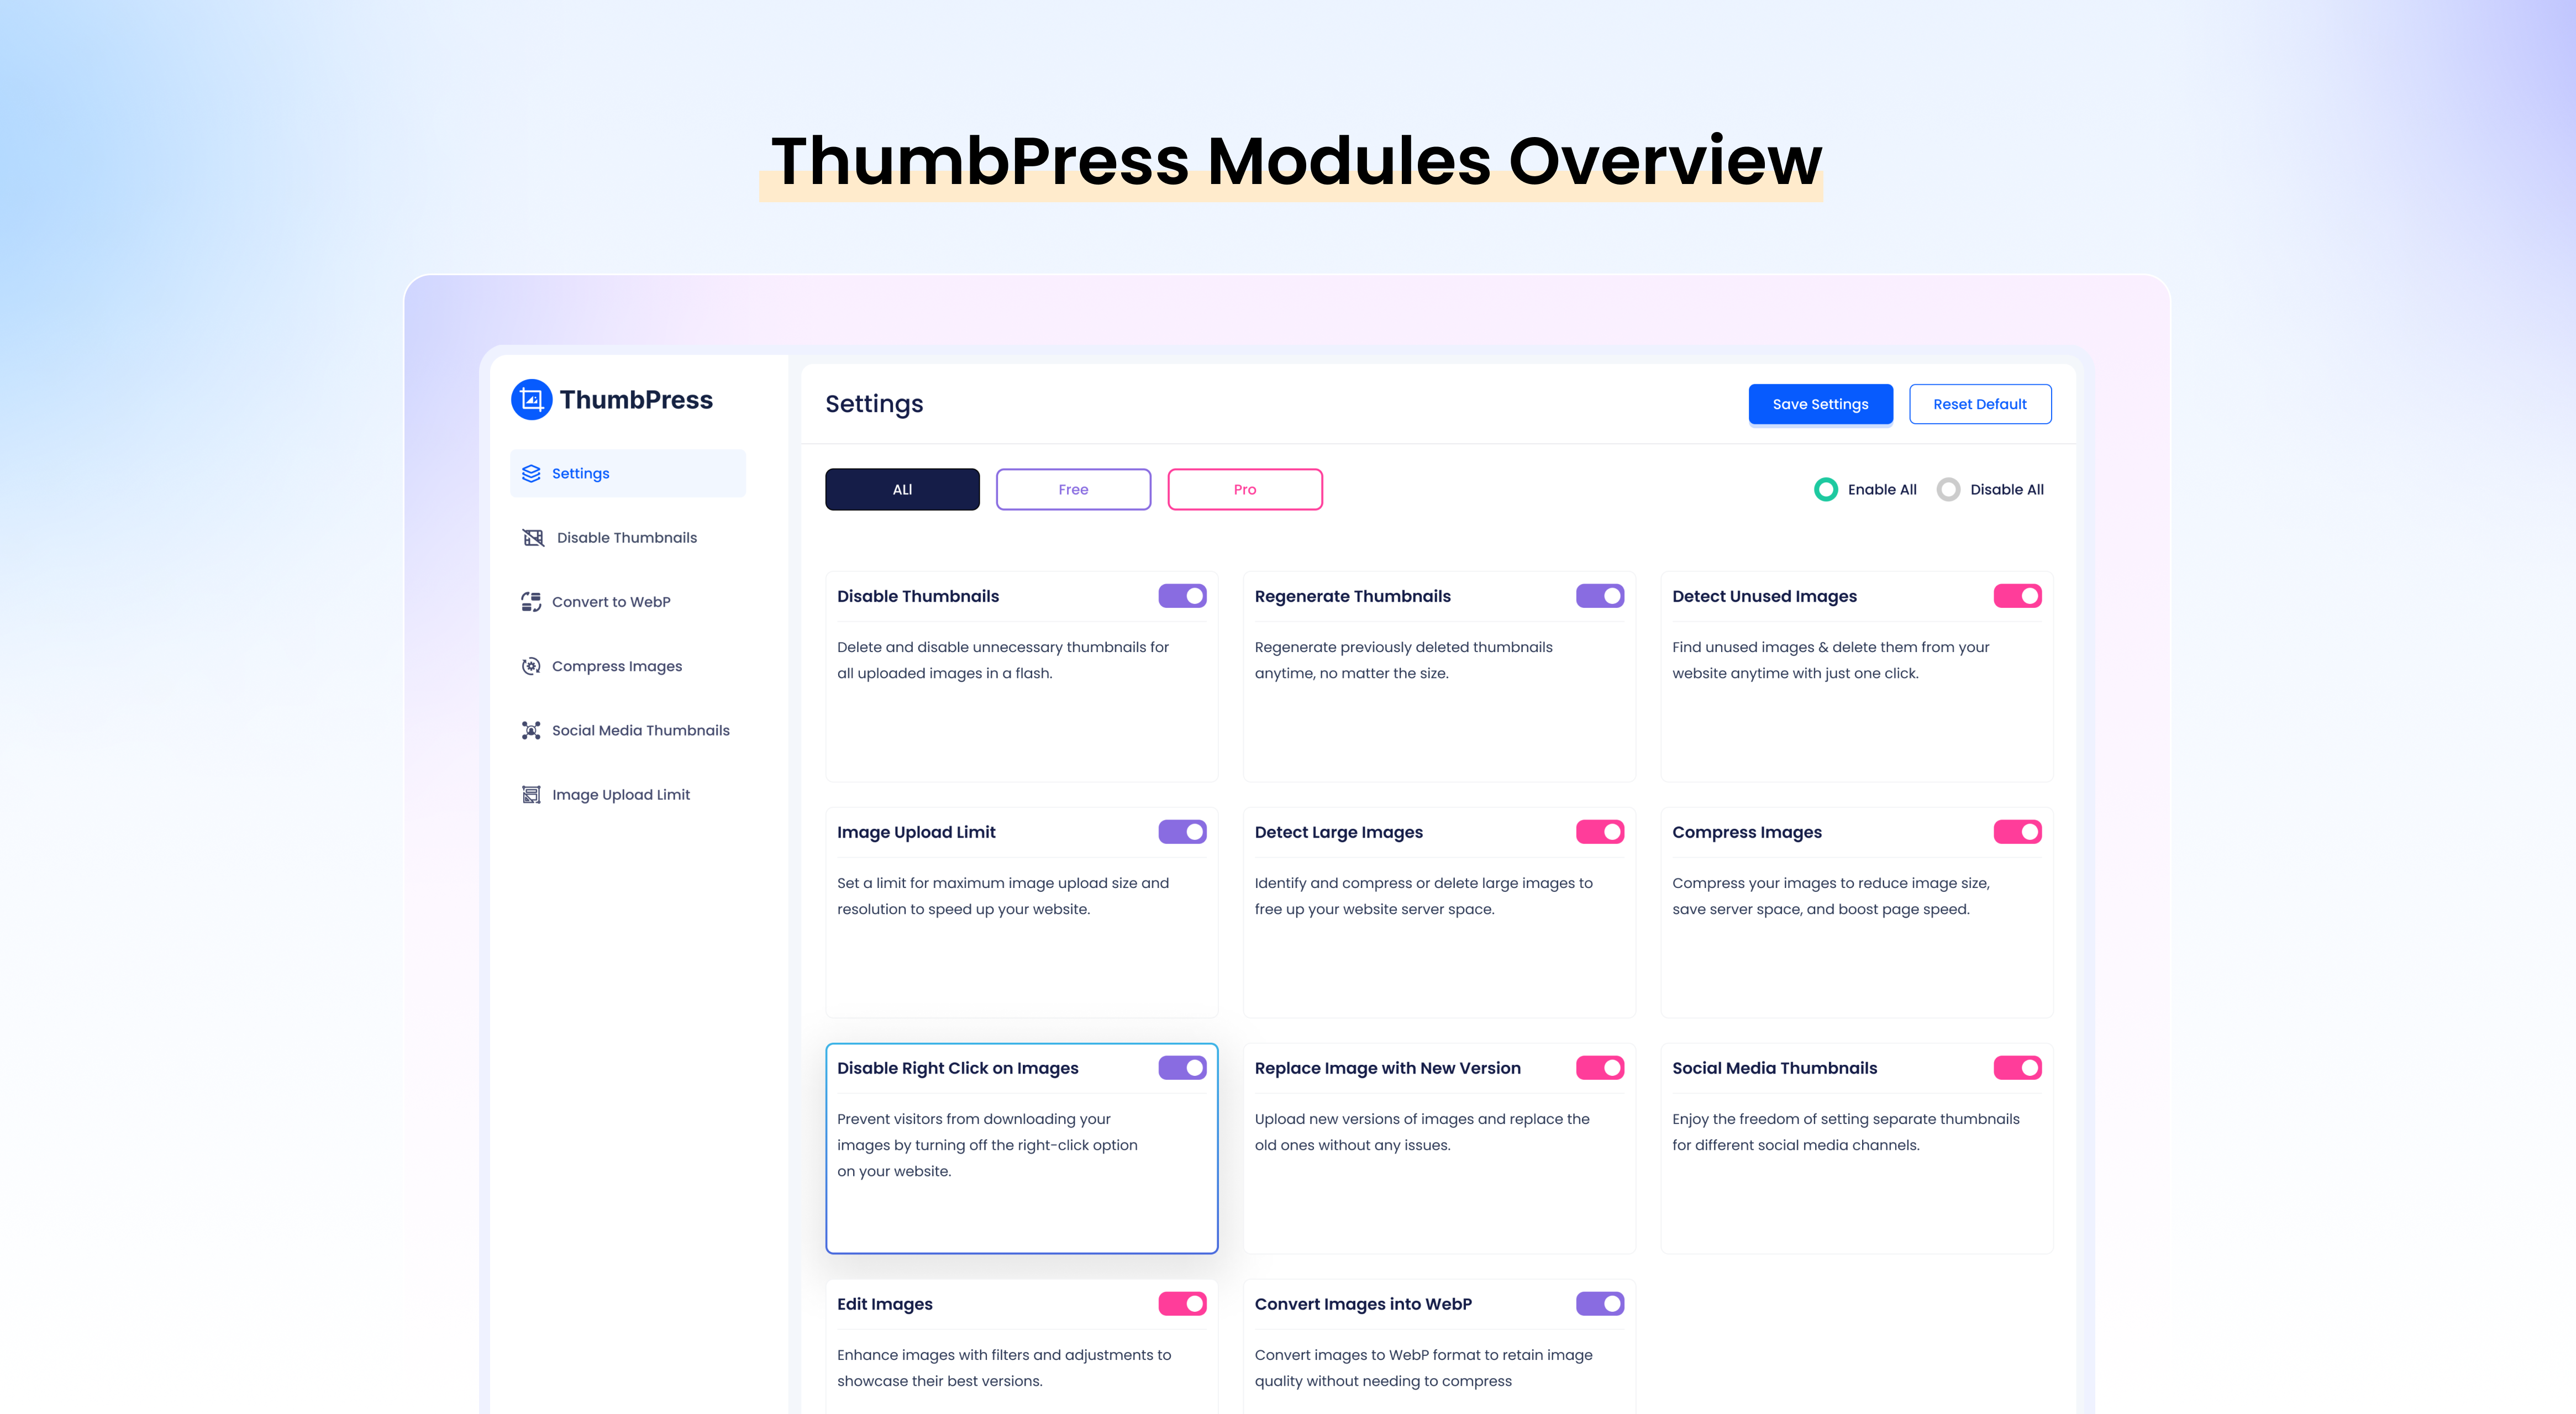 ThumbPress Modules Overview
ThumbPress
Settings
Disable Thumbnails
Convert to WebP
Compress Images
Social Media Thumbnails
Image Upload Limit
Settings
Save Settings
Reset Default
ALl
Free
Pro
Enable All
Disable All
Disable Thumbnails
Delete and disable unnecessary thumbnails for
all uploaded images in a flash.
Regenerate Thumbnails
Regenerate previously deleted thumbnails
anytime, no matter the size.
Detect Unused Images
Find unused images & delete them from your
website anytime with just one click.
Image Upload Limit
Set a limit for maximum image upload size and
resolution to speed up your website.
Detect Large Images
Identify and compress or delete large images to
free up your website server space.
Compress Images
Compress your images to reduce image size,
save server space, and boost page speed.
Disable Right Click on Images
Prevent visitors from downloading your
images by turning off the right-click option
on your website.
Replace Image with New Version
Upload new versions of images and replace the
old ones without any issues.
Social Media Thumbnails
Enjoy the freedom of setting separate thumbnails
for different social media channels.
Edit Images
Enhance images with filters and adjustments to
showcase their best versions.
Convert Images into WebP
Convert images to WebP format to retain image
quality without needing to compress